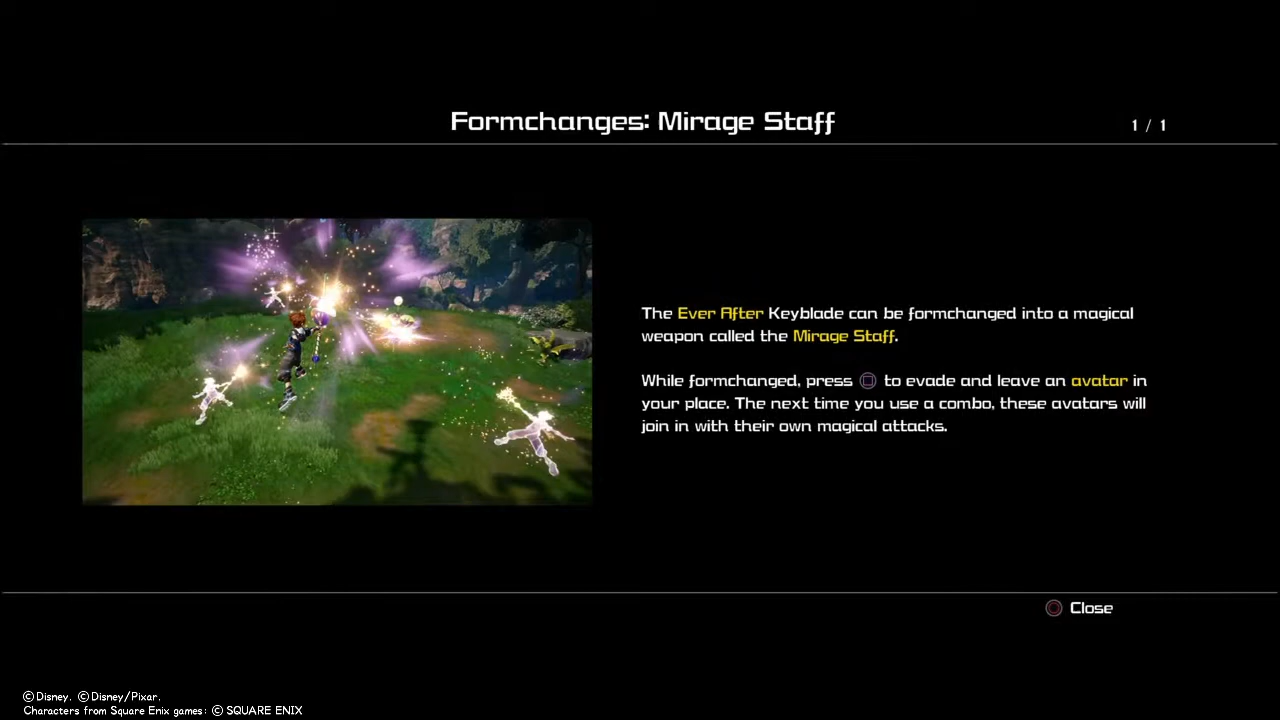 Formchanges: Mirage Staff
1 / 1
The Ever After Keyblade can be formchanged into a magical
weapon called the Mirage Staff.
While formchanged, press to evade and leave an avatar in
your place. The next time you use a combo, these avatars will
join in with their own magical attacks.
Close
©Disney. ©Disney/Pixar.
Characters from Square Enix games: © SQUARE ENIX